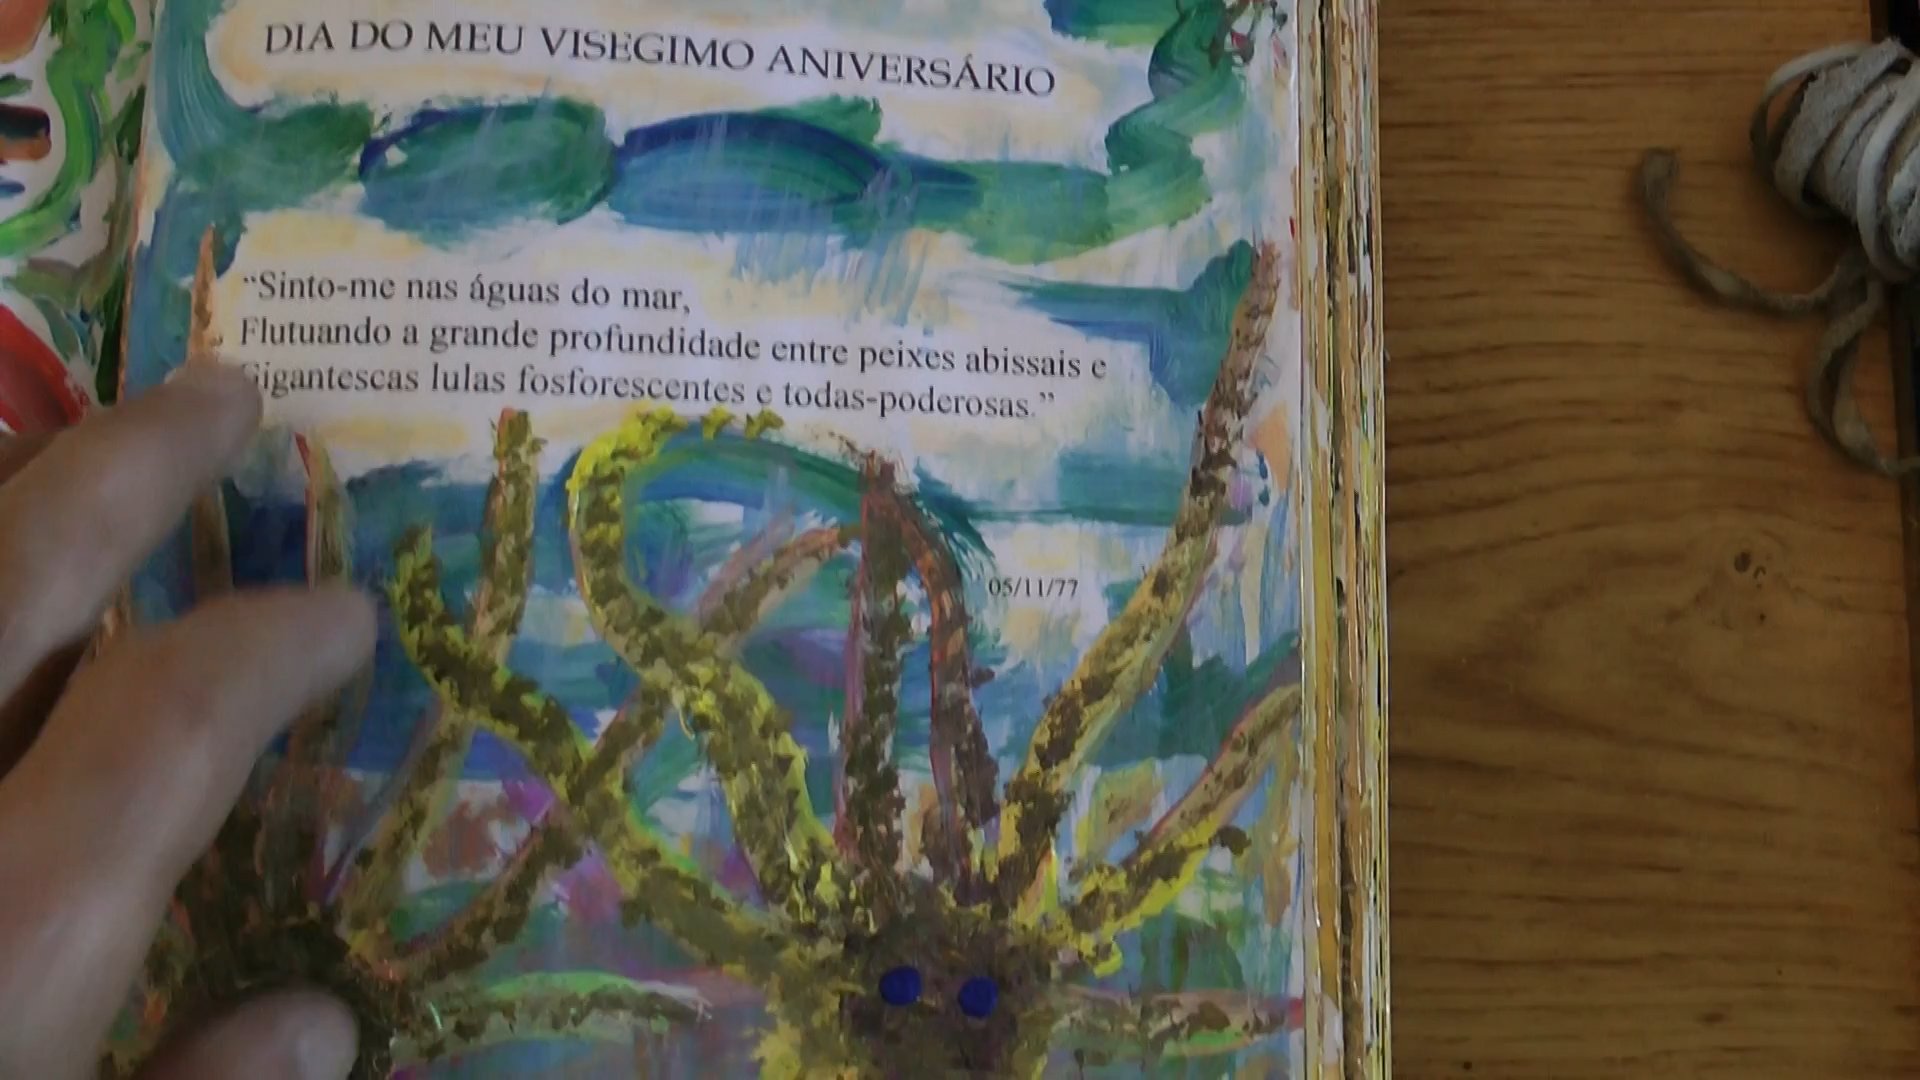 DIA DO MEU VISEGIMO ANIVERSÁRIO
“Sinto-me nas águas do mar,
Flutuando a grande profundidade entre peixes abissais e
Gigantescas lulas fosforescentes e todas-poderosas.”
05/11/77